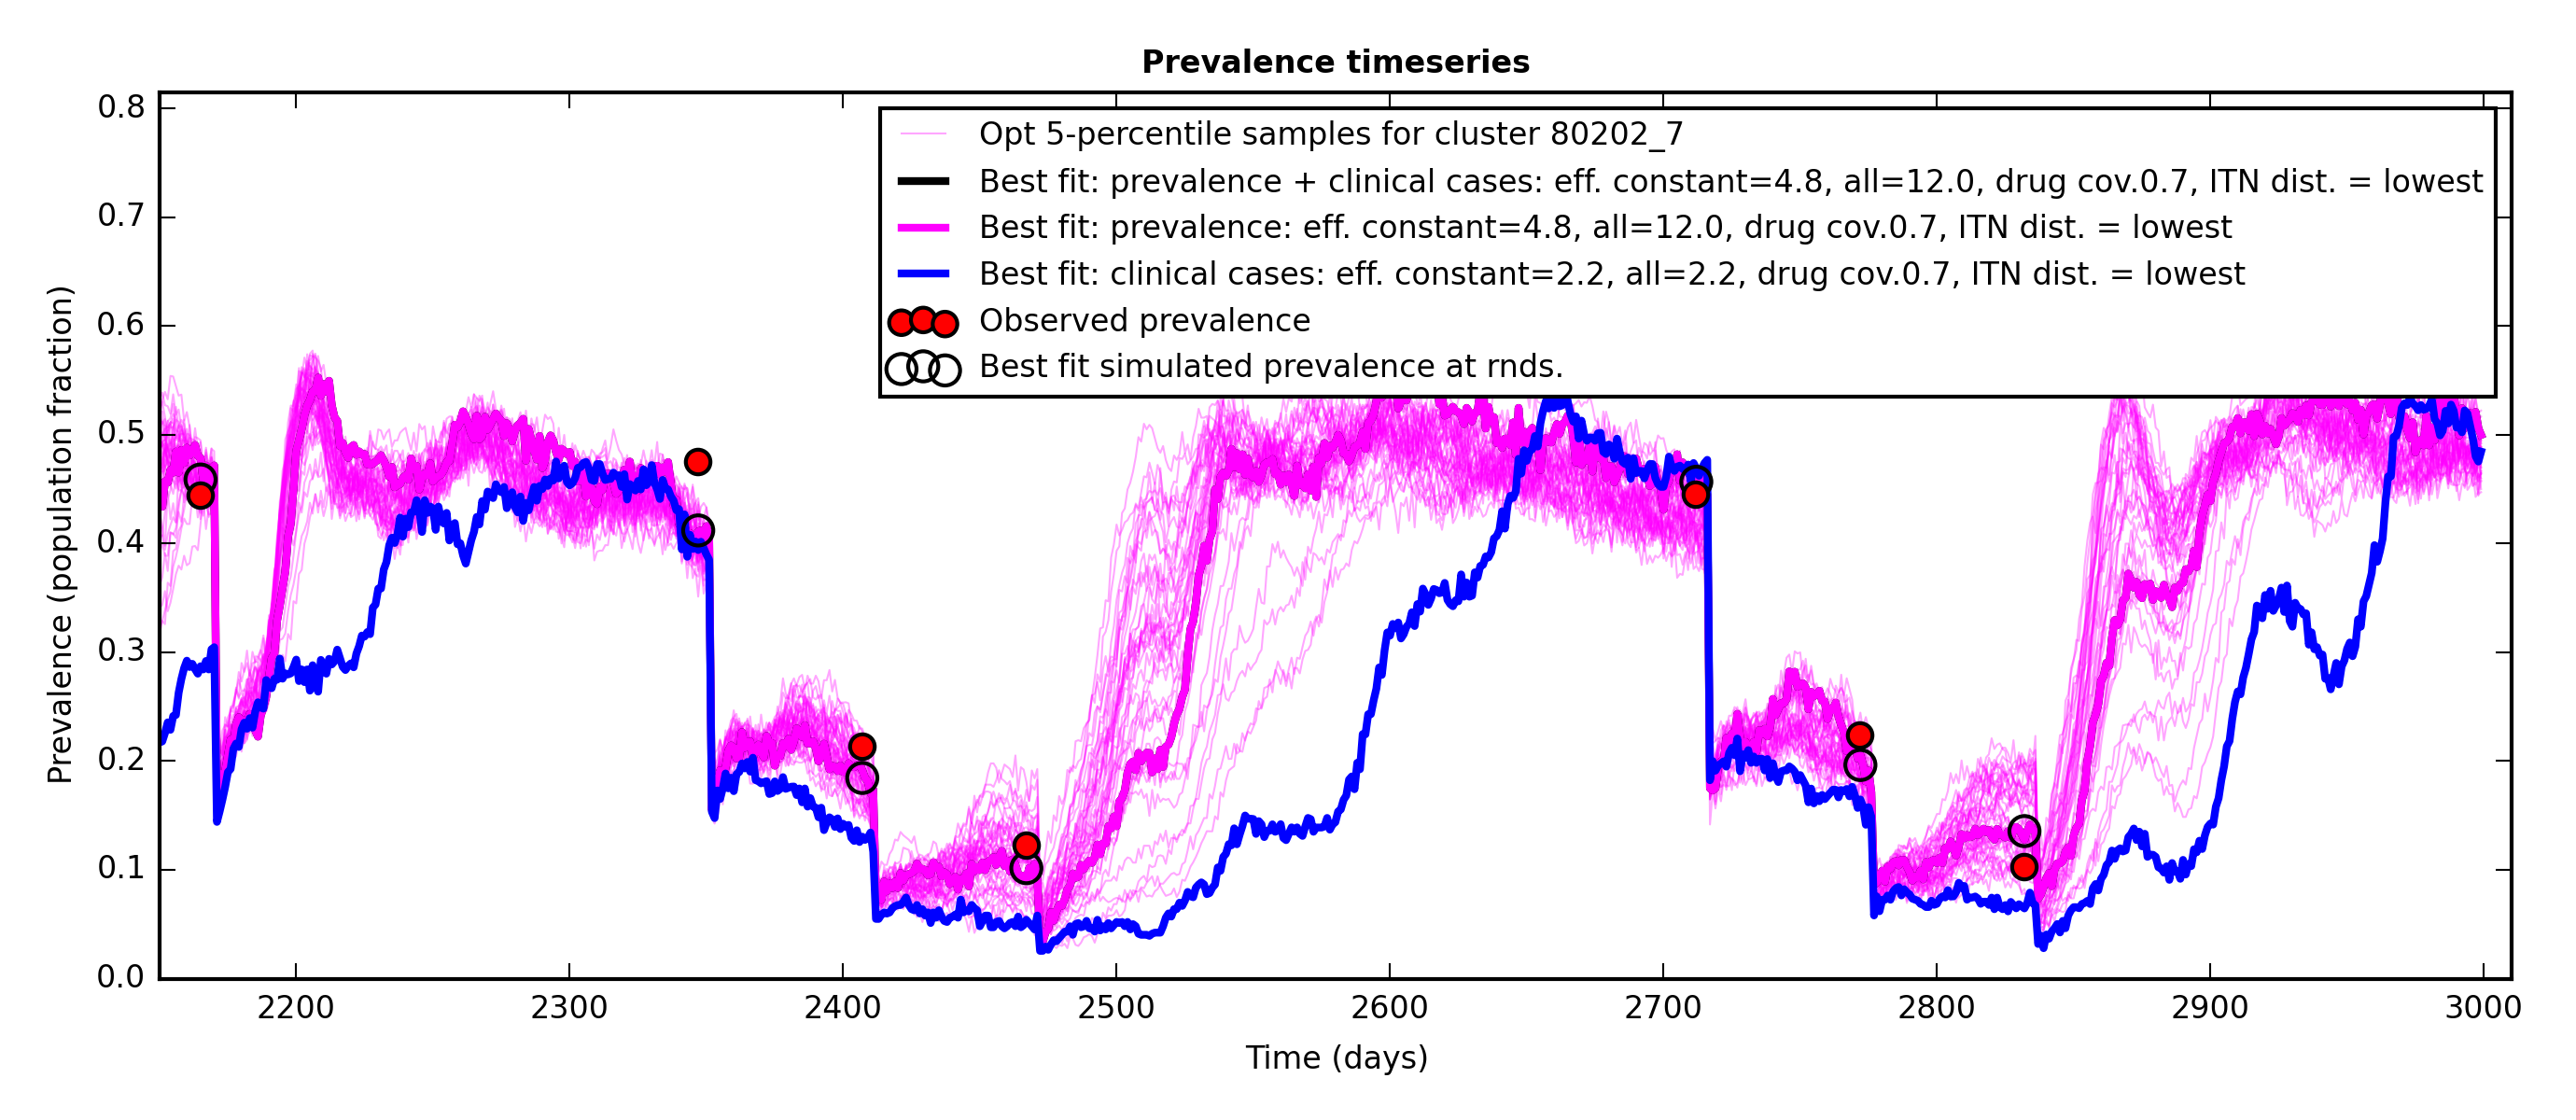 Prevalence timeseries
Opt 5-percentile samples for cluster 80202_7
Best fit: prevalence + clinical cases: eff. constant=4.8, all=12.0, drug cov.0.7, ITN dist. = lowest
Best fit: prevalence: eff. constant=4.8, all=12.0, drug cov.0.7, ITN dist. = lowest
Best fit: clinical cases: eff. constant=2.2, all=2.2, drug cov.0.7, ITN dist. = lowest
Observed prevalence
Best fit simulated prevalence at rnds.
Prevalence (population fraction)
0.8
0.7
0.6
0.5
0.4
0.3
0.2
0.1
0.0
2200 2300 2400 2500 2600 2700 2800 2900 3000
Time (days)